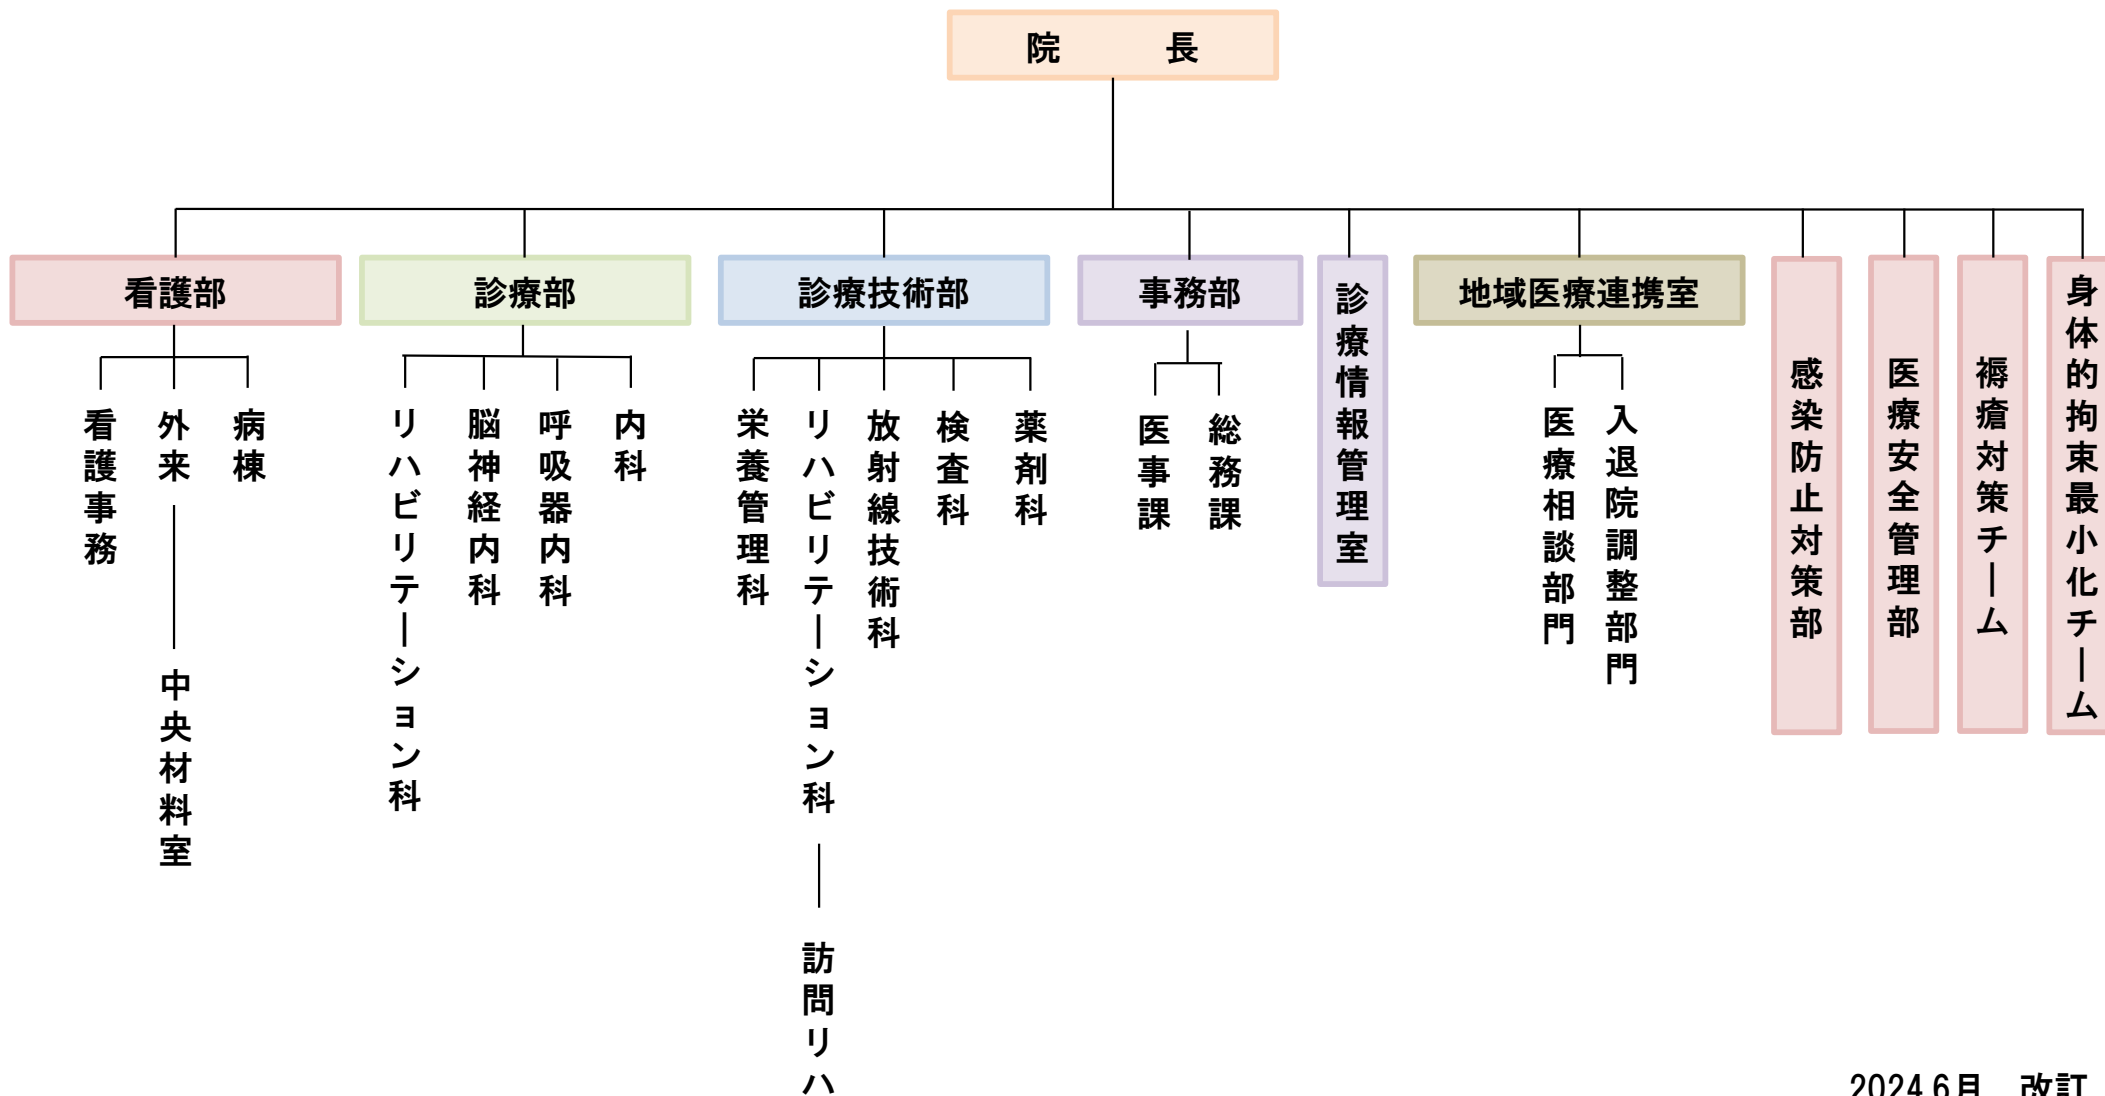 院　長
看護部
診療部
診療技術部
事務部
診療情報管理室
地域医療連携室
感染防止対策部
医療安全管理部
褥瘡対策チーム
身体的拘束最小化チーム
看護事務
外来
病棟
中央材料室
リハビリテーション科
脳神経内科
呼吸器内科
内科
栄養管理科
リハビリテーション科
放射線技術科
検査科
薬剤科
訪問リハ
医事課
総務課
医療相談部門
入退院調整部門
2024.6月　改訂